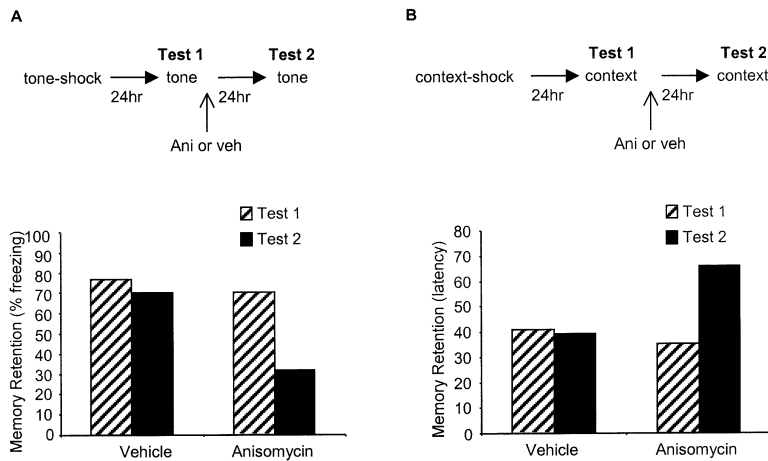 A
Test 1 Test 2
tone-shock tone tone
24hr 24hr
Ani or veh
Test 1
Test 2
Memory Retention (% freezing)
100
90
80
70
60
50
40
30
20
10
0
Vehicle Anisomycin
B
Test 1 Test 2
context-shock context context
24hr 24hr
Ani or veh
Test 1
Test 2
Memory Retention (latency)
80
70
60
50
40
30
20
10
0
Vehicle Anisomycin